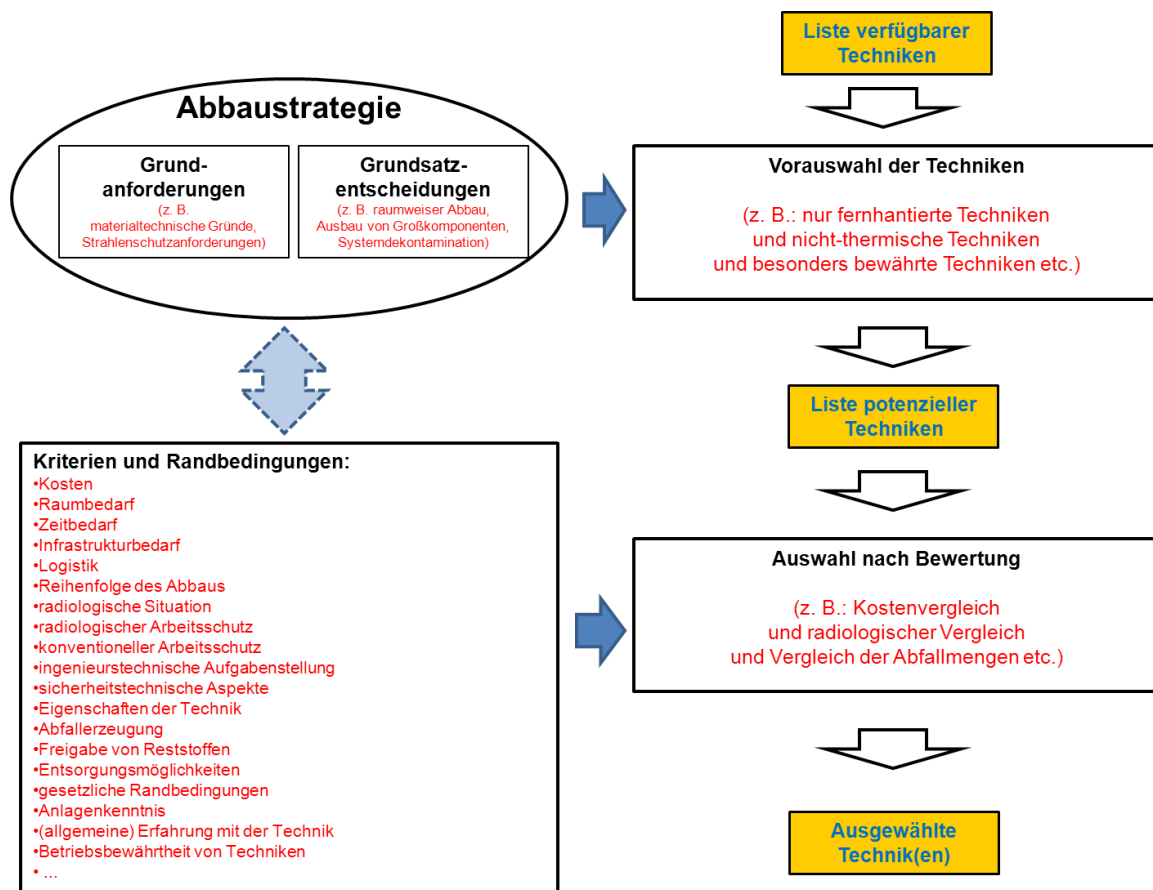 Liste verfügbarer
Techniken
Abbaustrategie
Grund-
anforderungen
(z. B.
materialtechnische Gründe,
Strahlenschutzanforderungen)
Grundsatz-
entscheidungen
(z. B. raumweiser Abbau,
Ausbau von Großkomponenten,
Systemdekontamination)
Vorauswahl der Techniken
(z. B.: nur fernhantierte Techniken
und nicht-thermische Techniken
und besonders bewährte Techniken etc.)
Liste potenzieller
Techniken
Kriterien und Randbedingungen:
•Kosten
•Raumbedarf
•Zeitbedarf
•Infrastrukturbedarf
•Logistik
•Reihenfolge des Abbaus
•radiologische Situation
•radiologischer Arbeitsschutz
•konventioneller Arbeitsschutz
•ingenieurstechnische Aufgabenstellung
•sicherheitstechnische Aspekte
•Eigenschaften der Technik
•Abfallerzeugung
•Freigabe von Reststoffen
•Entsorgungsmöglichkeiten
•gesetzliche Randbedingungen
•Anlagenkenntnis
•(allgemeine) Erfahrung mit der Technik
•Betriebsbewährtheit von Techniken
• ...
Auswahl nach Bewertung
(z. B.: Kostenvergleich
und radiologischer Vergleich
und Vergleich der Abfallmengen etc.)
Ausgewählte
Technik(en)